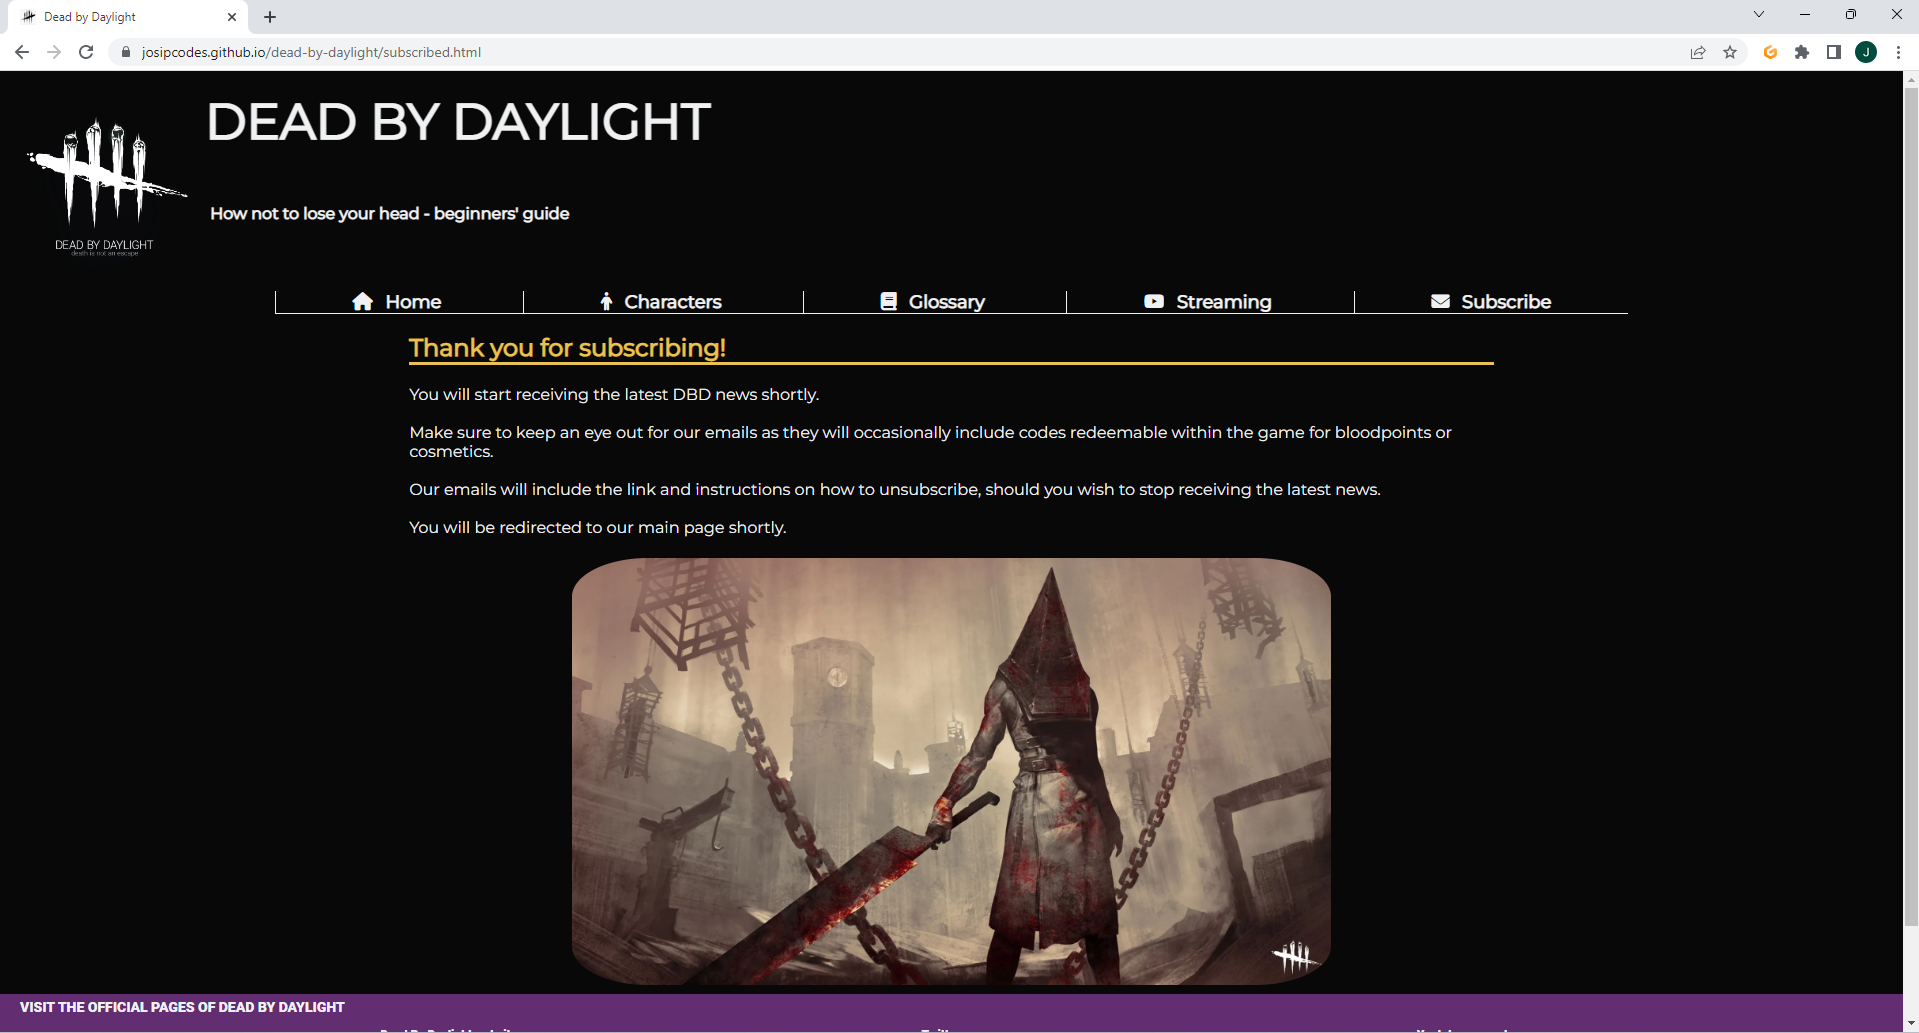 Dead by Daylight
josipcodes.github.io/dead-by-daylight/subscribed.html
J
DEAD BY DAYLIGHT
How not to lose your head - beginners' guide
DEAD BY DAYLIGHT
death is not an escape
Home
Characters
Glossary
Streaming
Subscribe
Thank you for subscribing!
You will start receiving the latest DBD news shortly.
Make sure to keep an eye out for our emails as they will occasionally include codes redeemable within the game for bloodpoints or
cosmetics.
Our emails will include the link and instructions on how to unsubscribe, should you wish to stop receiving the latest news.
You will be redirected to our main page shortly.
VISIT THE OFFICIAL PAGES OF DEAD BY DAYLIGHT